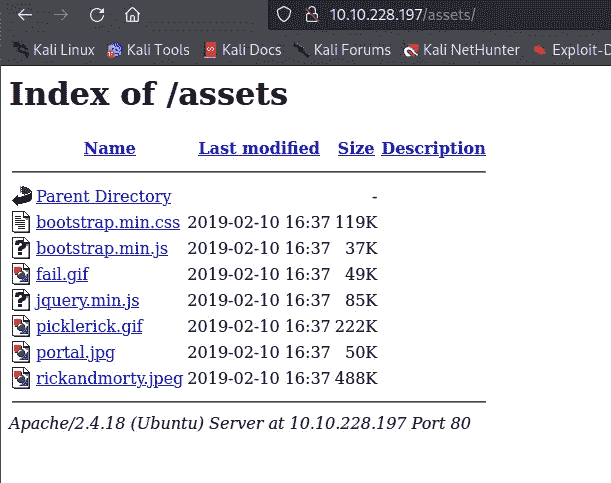 10.10.228.197/assets/
Kali Linux Kali Tools Kali Docs Kali Forums Kali NetHunter Exploit-D
Index of /assets
Name Last modified Size Description
Parent Directory -
bootstrap.min.css 2019-02-10 16:37 119K
bootstrap.min.js 2019-02-10 16:37 37K
fail.gif 2019-02-10 16:37 49K
jquery.min.js 2019-02-10 16:37 85K
picklerick.gif 2019-02-10 16:37 222K
portal.jpg 2019-02-10 16:37 50K
rickandmorty.jpeg 2019-02-10 16:37 488K
Apache/2.4.18 (Ubuntu) Server at 10.10.228.197 Port 80